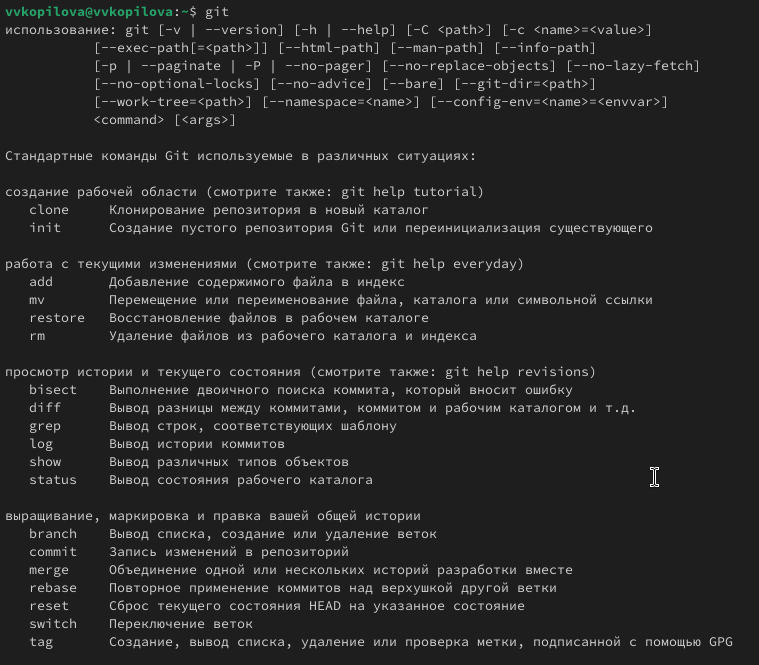 vvkopilova@vvkopilova:~$ git
использование: git [-v | --version] [-h | --help] [-C <path>] [-c <name>=<value>]
           [--exec-path[=<path>]] [--html-path] [--man-path] [--info-path]
           [-p | --paginate | -P | --no-pager] [--no-replace-objects] [--no-lazy-fetch]
           [--no-optional-locks] [--no-advice] [--bare] [--git-dir=<path>]
           [--work-tree=<path>] [--namespace=<name>] [--config-env=<name>=<envvar>]
           <command> [<args>]

Стандартные команды Git используемые в различных ситуациях:

создание рабочей области (смотрите также: git help tutorial)
   clone     Клонирование репозитория в новый каталог
   init      Создание пустого репозитория Git или переинициализация существующего

работа с текущими изменениями (смотрите также: git help everyday)
   add       Добавление содержимого файла в индекс
   mv        Перемещение или переименование файла, каталога или символьной ссылки
   restore   Восстановление файлов в рабочем каталоге
   rm        Удаление файлов из рабочего каталога и индекса

просмотр истории и текущего состояния (смотрите также: git help revisions)
   bisect    Выполнение двоичного поиска коммита, который вносит ошибку
   diff      Вывод разницы между коммитами, коммитом и рабочим каталогом и т.д.
   grep      Вывод строк, соответствующих шаблону
   log       Вывод истории коммитов
   show      Вывод различных типов объектов
   status    Вывод состояния рабочего каталога

выращивание, маркировка и правка вашей общей истории
   branch    Вывод списка, создание или удаление веток
   commit    Запись изменений в репозиторий
   merge     Объединение одной или нескольких историй разработки вместе
   rebase    Повторное применение коммитов над верхушкой другой ветки
   reset     Сброс текущего состояния HEAD на указанное состояние
   switch    Переключение веток
   tag       Создание, вывод списка, удаление или проверка метки, подписанной с помощью GPG